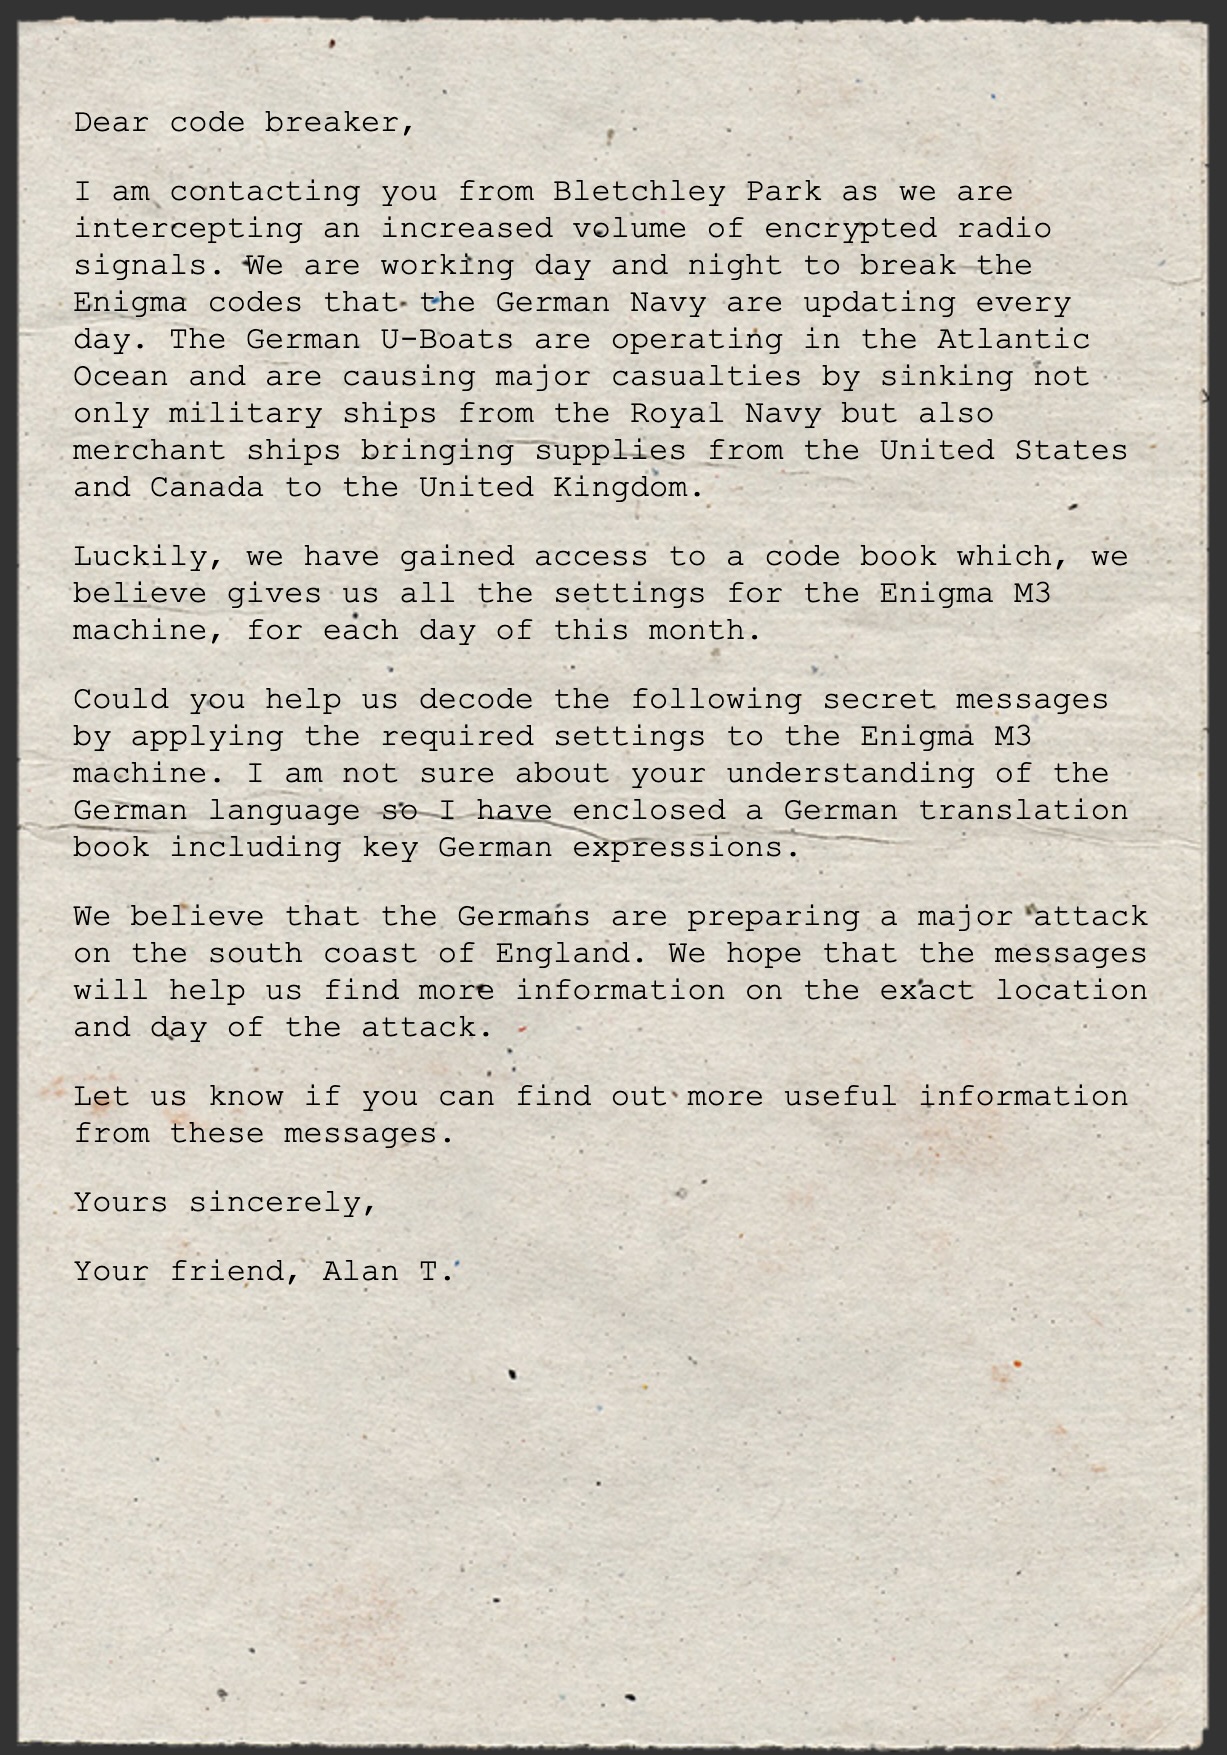 Dear code breaker,
I am contacting you from Bletchley Park as we are
intercepting an increased volume of encrypted radio
signals. We are working day and night to break the
Enigma codes that the German Navy are updating every
day. The German U-Boats are operating in the Atlantic
Ocean and are causing major casualties by sinking not
only military ships from the Royal Navy but also
merchant ships bringing supplies from the United States
and Canada to the United Kingdom.
Luckily, we have gained access to a code book which, we
believe gives us all the settings for the Enigma M3
machine, for each day of this month.
Could you help us decode the following secret messages
by applying the required settings to the Enigma M3
machine. I am not sure about your understanding of the
German language so I have enclosed a German translation
book including key German expressions.
We believe that the Germans are preparing a major attack
on the south coast of England. We hope that the messages
will help us find more information on the exact location
and day of the attack.
Let us know if you can find out more useful information
from these messages.
Yours sincerely,
Your friend, Alan T.